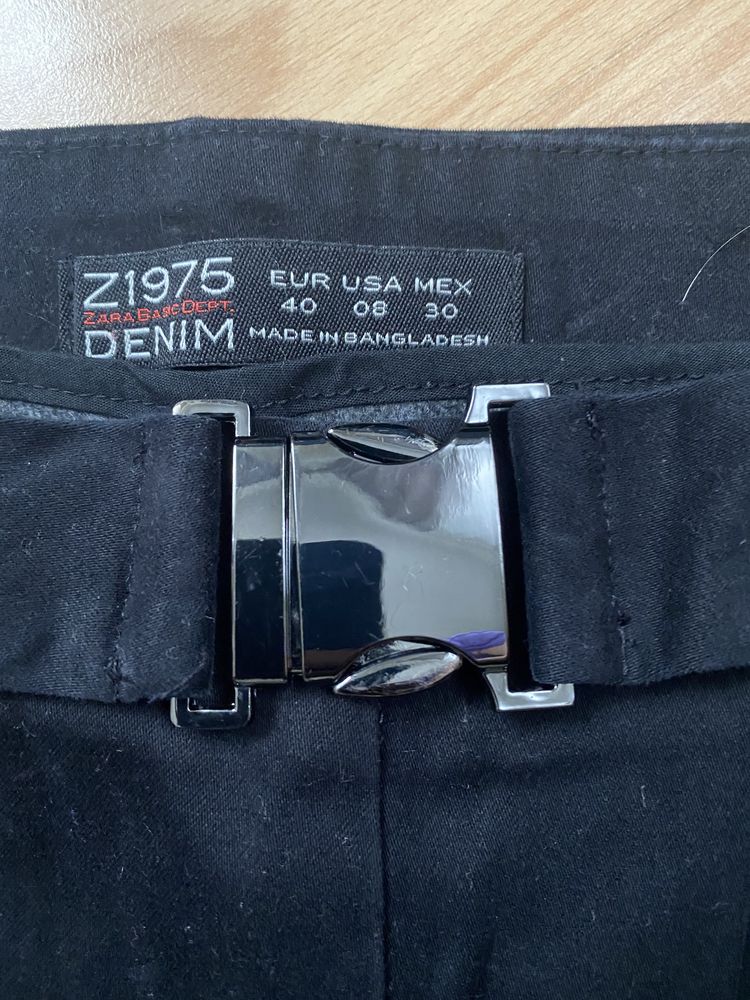 Z1975
ZARA BASIC DEPT.
DENIM
EUR USA MEX
40 08 30
MADE IN BANGLADESH